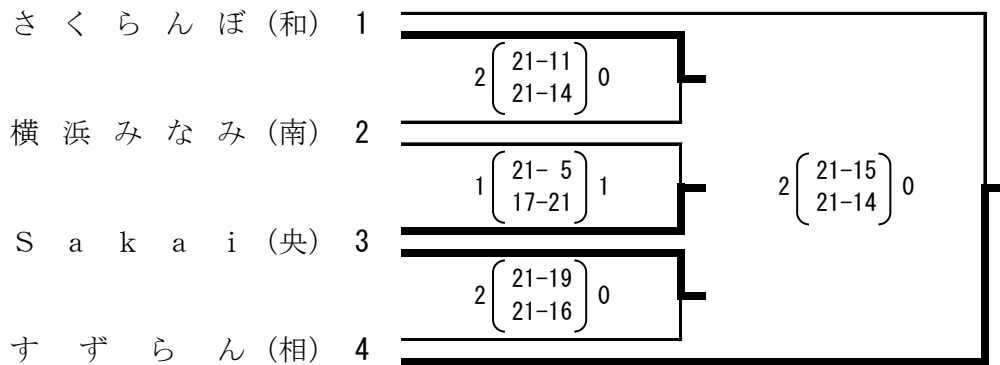 さくらんぼ(和) 1
2 21-11 0
21-14
横浜みなみ(南) 2
1 21- 5 1
17-21
2 21-15 0
21-14
Sakai(央) 3
2 21-19 0
21-16
すずらん(相) 4